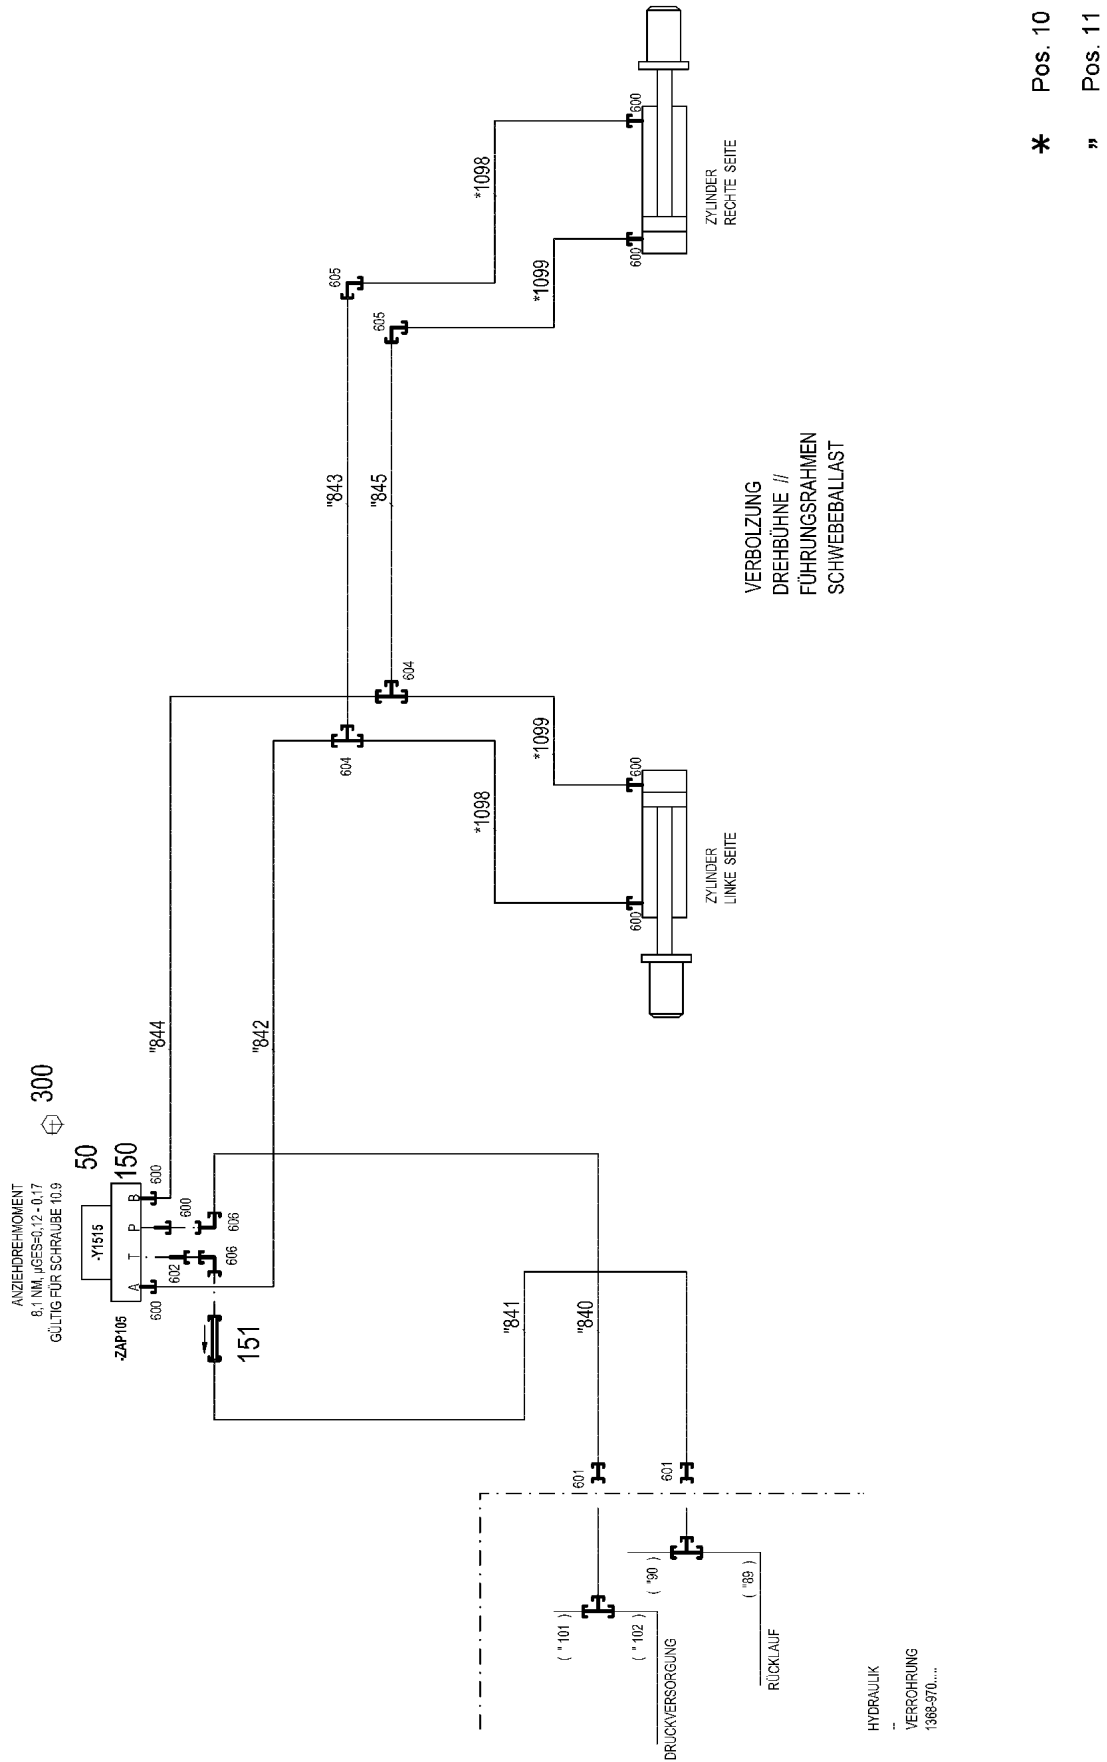 ANZIEHDREHMOMENT
8,1 NM, µGES=0,12 - 0,17
GÜLTIG FÜR SCHRAUBE 10.9
300
50
150
-Y1515
-ZAP105
A
T
P
B
600
602
606
600
606
600
151
"844
"842
"841
"840
601
601
( "101 )
( "102 )
DRUCKVERSORGUNG
( "90 )
( "89 )
RÜCKLAUF
HYDRAULIK
--
VERROHRUNG
1368-970.....
604
604
*1098
*1099
600
600
ZYLINDER
LINKE SEITE
"843
"845
605
605
*1098
*1099
600
600
ZYLINDER
RECHTE SEITE
VERBOLZUNG
DREHBÜHNE //
FÜHRUNGSRAHMEN
SCHWEBEBALLAST
* Pos. 10
" Pos. 11